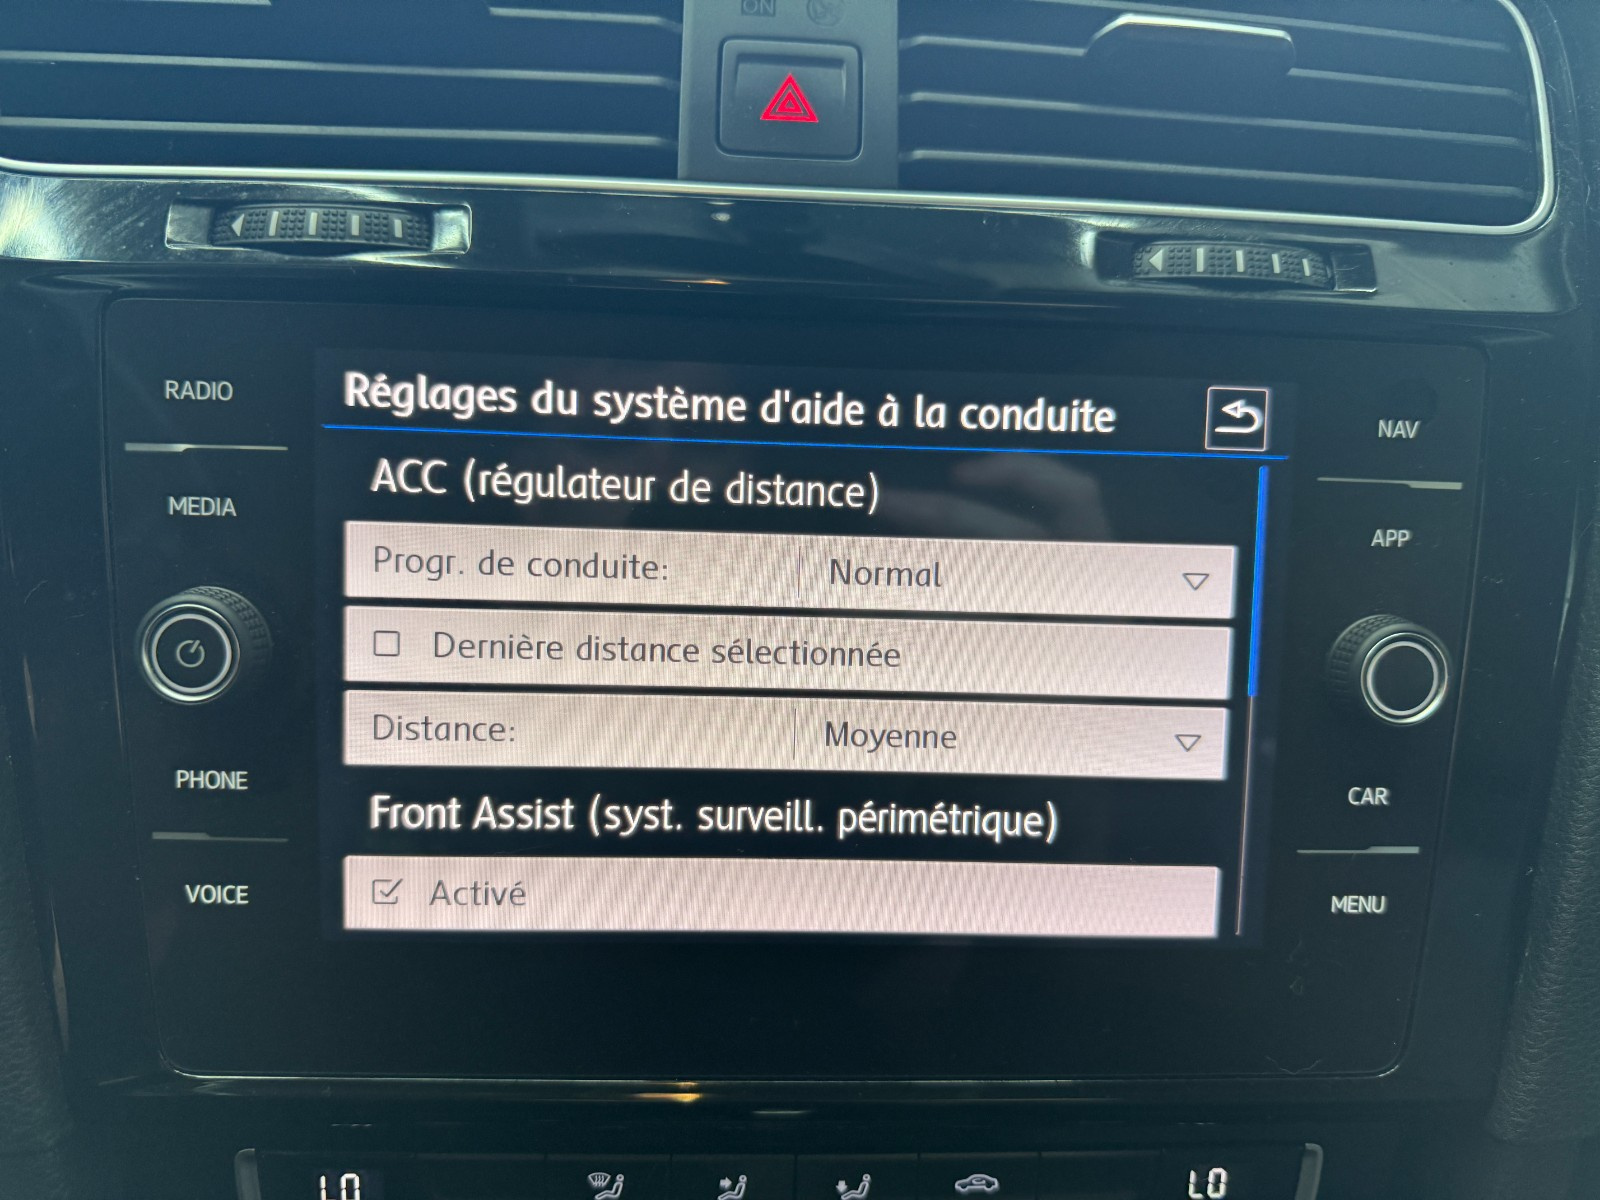 ON
RADIO
MEDIA
PHONE
VOICE
Réglages du système d'aide à la conduite
ACC (régulateur de distance)
Progr. de conduite: Normal
Dernière distance sélectionnée
Distance: Moyenne
Front Assist (syst. surveill. périmétrique)
Activé
NAV
APP
CAR
MENU
LO
LO